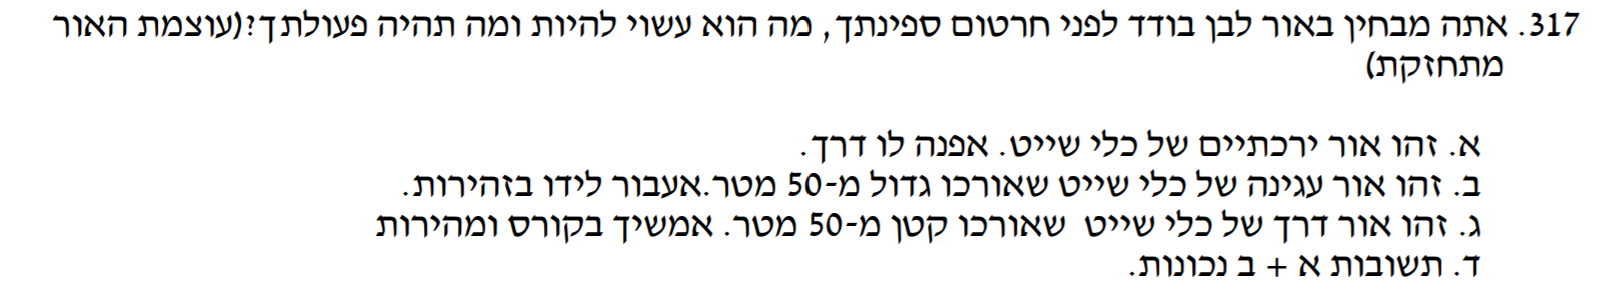 317. אתה מבחין באור לבן בודד לפני חרטום ספינתך, מה הוא עשוי להיות ומה תהיה פעולתך?(עוצמת האור
מתחזקת)
א. זהו אור ירכתיים של כלי שייט. אפנה לו דרך.
ב. זהו אור עגינה של כלי שייט שאורכו גדול מ-50 מטר.אעבור לידו בזהירות.
ג. זהו אור דרך של כלי שייט שאורכו קטן מ-50 מטר. אמשיך בקורס ומהירות
ד. תשובות א + ב נכונות.